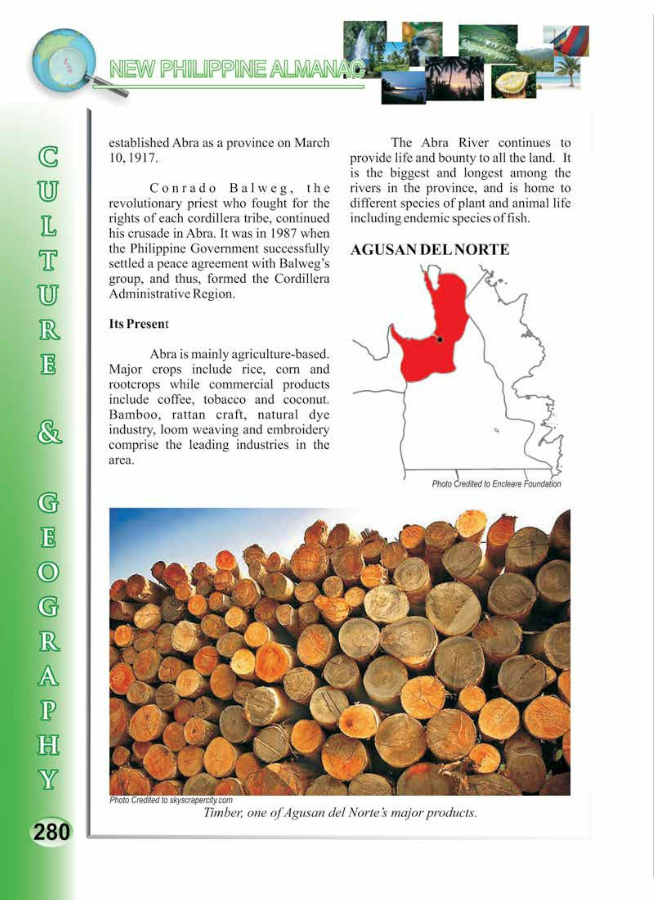 NEW PHILIPPINE ALMANAC
CULTURE & GEOGRAPHY
established Abra as a province on March
10, 1917.
Conrado Balweg, the
revolutionary priest who fought for the
rights of each cordillera tribe, continued
his crusade in Abra. It was in 1987 when
the Philippine Government successfully
settled a peace agreement with Balweg's
group, and thus, formed the Cordillera
Administrative Region.
Its Present
Abra is mainly agriculture-based.
Major crops include rice, corn and
rootcrops while commercial products
include coffee, tobacco and coconut.
Bamboo, rattan craft, natural dye
industry, loom weaving and embroidery
comprise the leading industries in the
area.
The Abra River continues to
provide life and bounty to all the land. It
is the biggest and longest among the
rivers in the province, and is home to
different species of plant and animal life
including endemic species of fish.
AGUSAN DEL NORTE
Photo Credited to Encleare Foundation
Photo Credited to skyscrapercity.com
Timber, one of Agusan del Norte's major products.
280